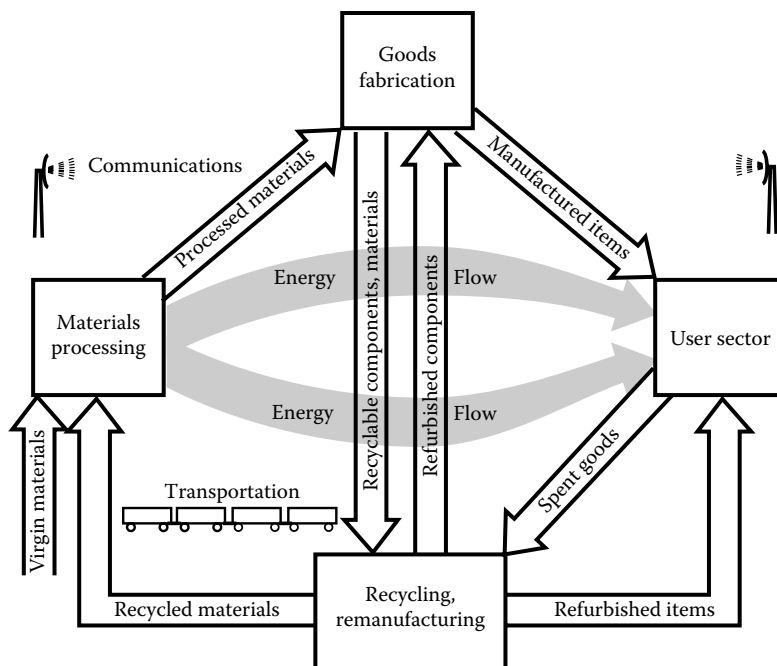 Goods
fabrication
Communications
Processed materials
Manufactured items
Recyclable components, materials
Refurbished components
Energy
Flow
Materials
processing
User sector
Energy
Flow
Virgin materials
Transportation
Spent goods
Recycled materials
Recycling,
remanufacturing
Refurbished items